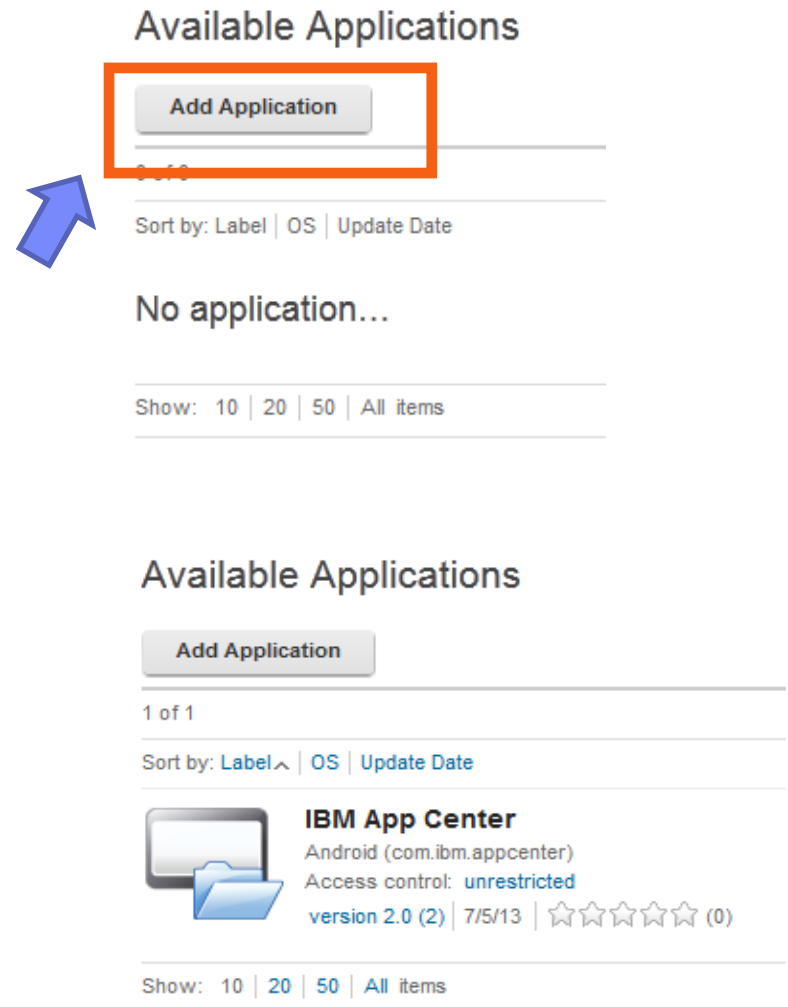 Available Applications
Add Application
Sort by: Label | OS | Update Date
No application...
Show: 10 | 20 | 50 | All items
Available Applications
Add Application
1 of 1
Sort by: Label | OS | Update Date
IBM App Center
Android (com.ibm.appcenter)
Access control: unrestricted
version 2.0 (2) | 7/5/13 | (0)
Show: 10 | 20 | 50 | All items